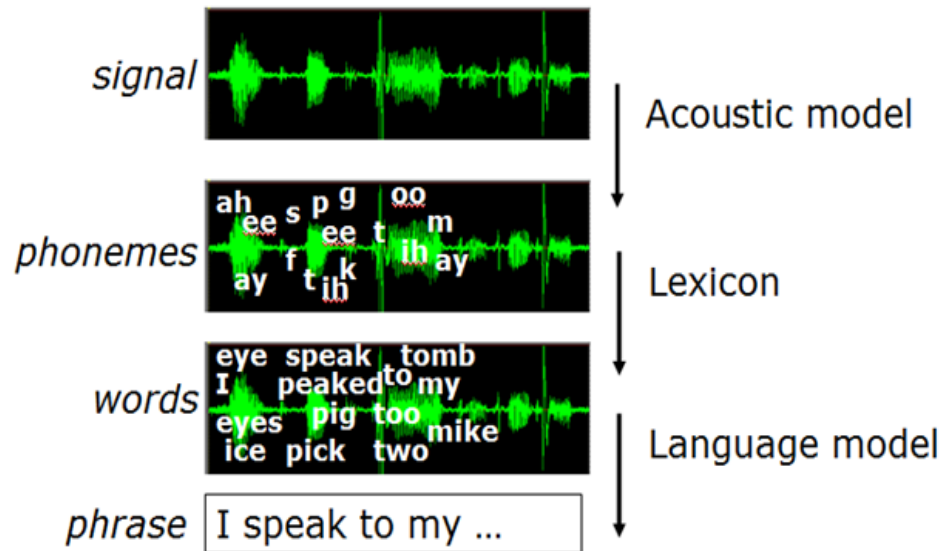 signal
Acoustic model
ah s p g oo
ee ee t m
f ih ay
ay t ih k
phonemes
Lexicon
eye speak tomb
I peaked to my
eyes pig too mike
ice pick two
words
Language model
phrase
I speak to my ...